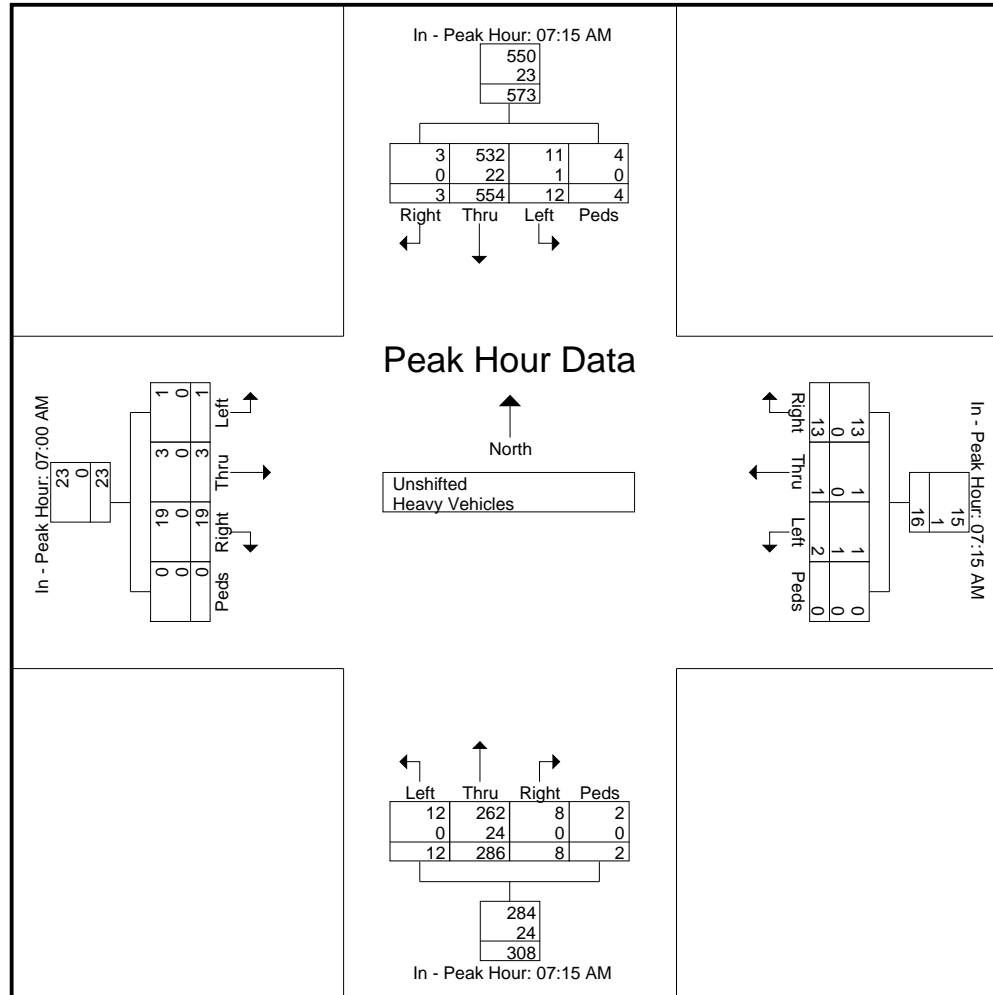 In - Peak Hour: 07:15 AM
550
23
573
3 532 11 4
0 22 1 0
3 554 12 4
Right Thru Left Peds
Peak Hour Data
North
Unshifted
Heavy Vehicles
In - Peak Hour: 07:00 AM
23
0
23
1 0 1
Left
3 0 3
Thru
19 0 19
Right
0 0 0
Peds
Right
13 0 13
Thru
1 0 1
Left
2 1 1
Peds
0 0 0
15
1
16
In - Peak Hour: 07:15 AM
Left Thru Right Peds
12 262 8 2
0 24 0 0
12 286 8 2
284
24
308
In - Peak Hour: 07:15 AM